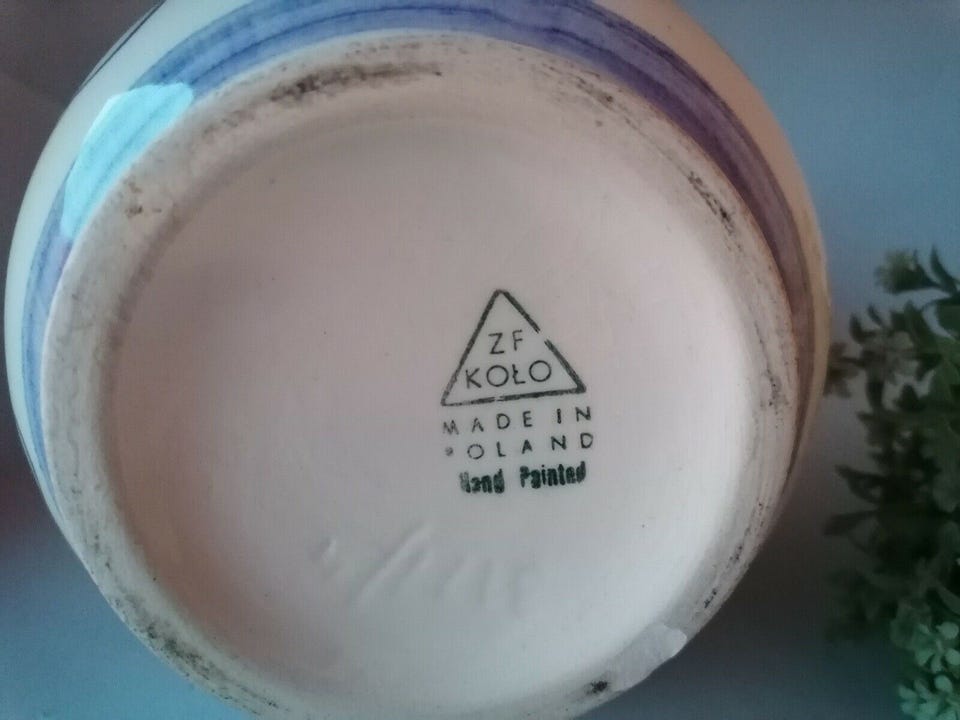 ZF
KOŁO
MADE IN
POLAND
Hand Painted